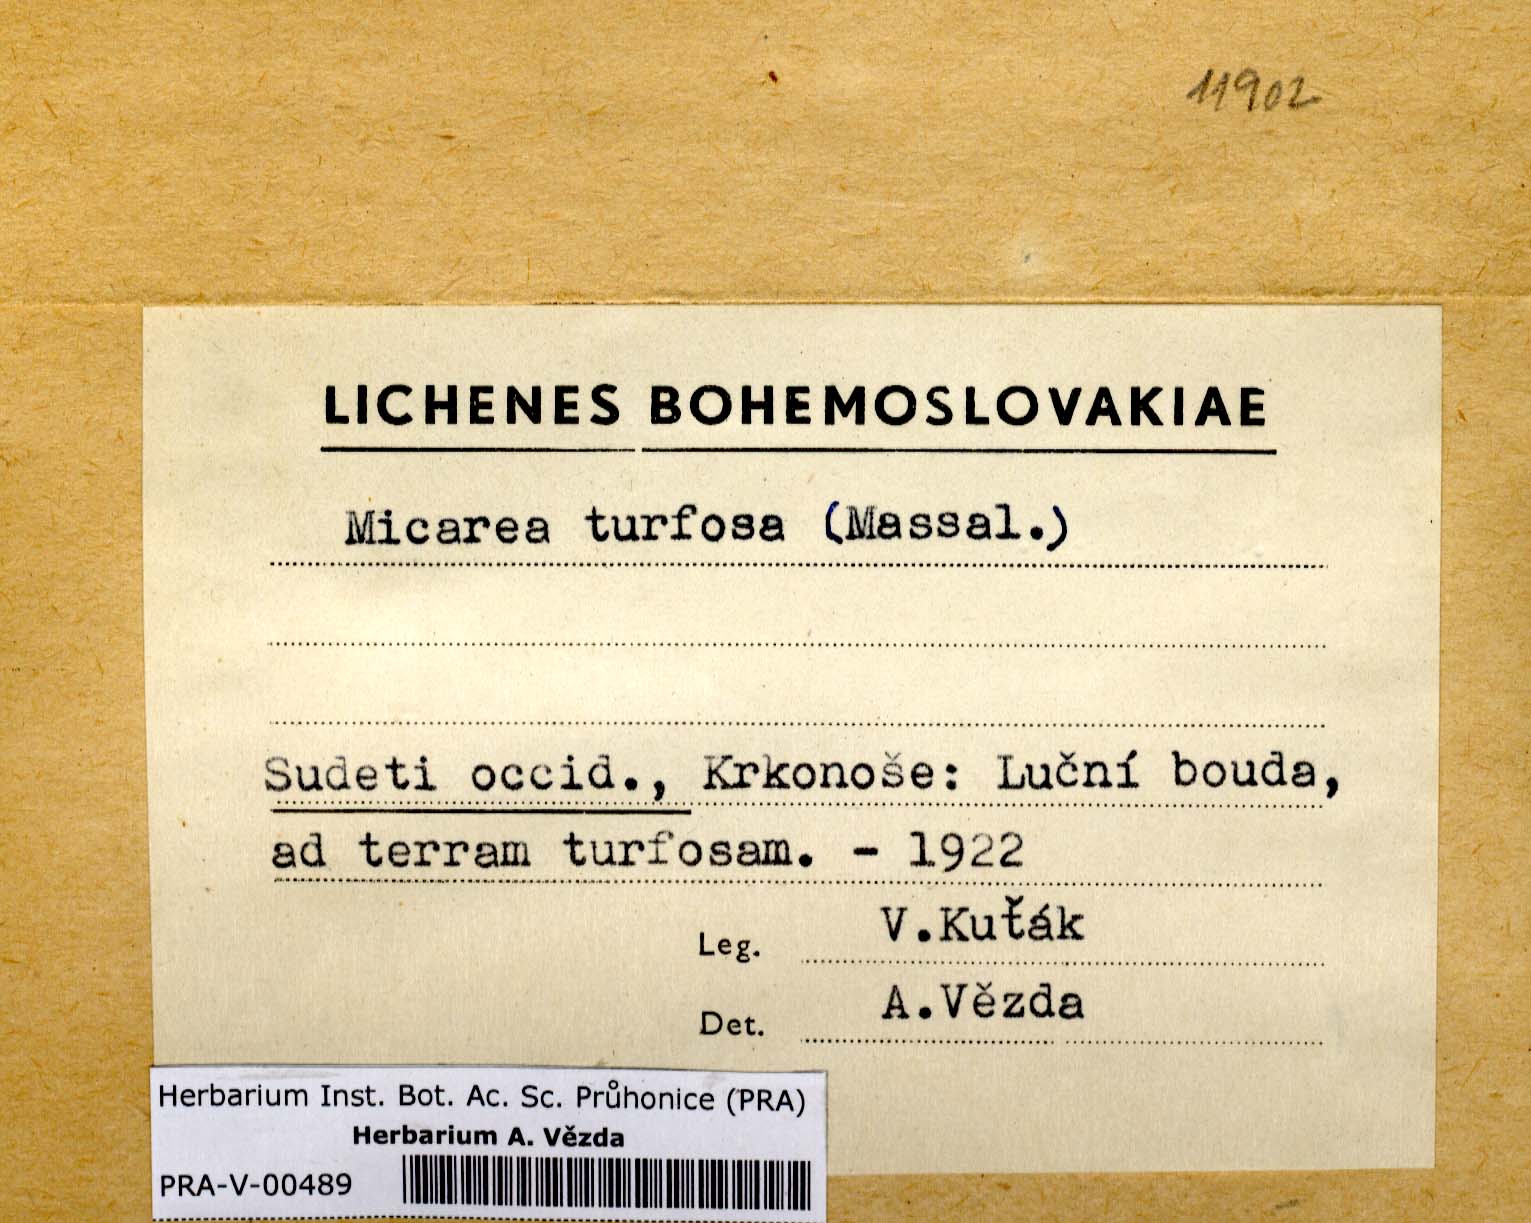 11902
LICHENES BOHEMOSLOVAKIAE
Micarea turfosa (Massal.)
Sudeti occid., Krkonoše: Luční bouda,
ad terram turfosam. - 1922
Leg. V.Kuťák
Det. A.Vězda
Herbarium Inst. Bot. Ac. Sc. Průhonice (PRA)
Herbarium A. Vězda
PRA-V-00489